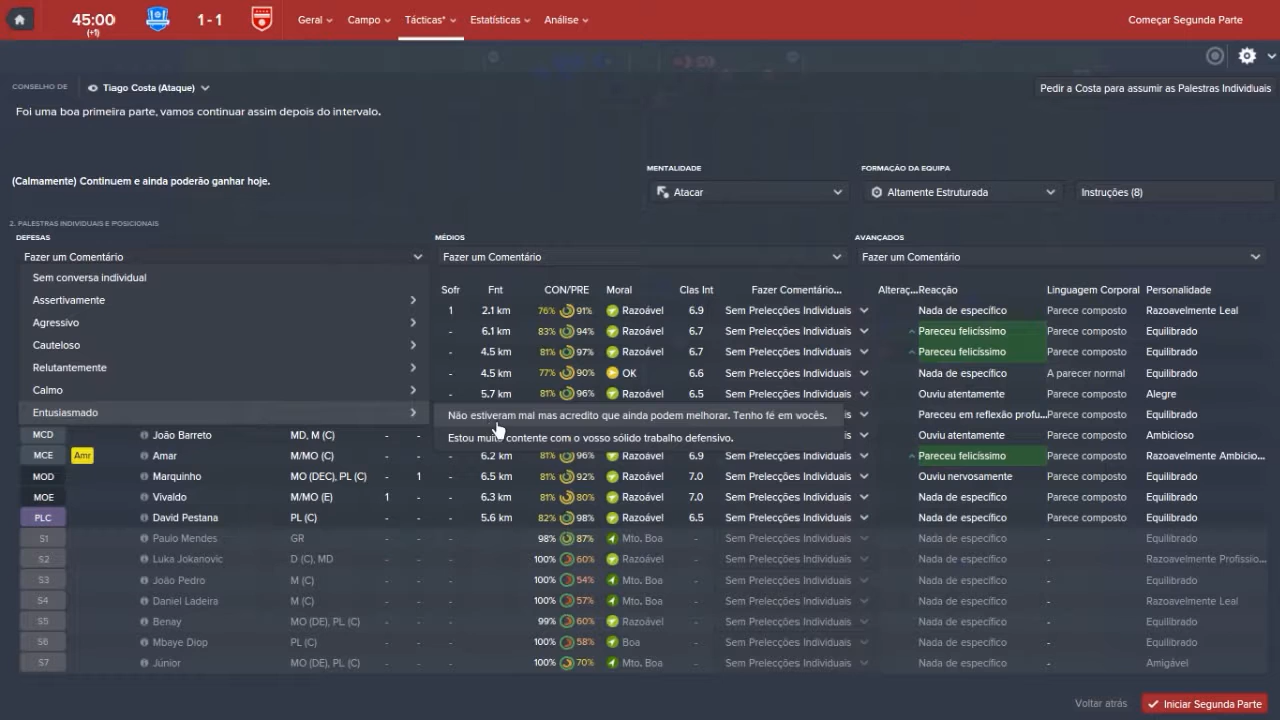 45:00
(+1)
1 - 1
Geral
Campo
Tácticas*
Estatísticas
Análise
Começar Segunda Parte
CONSELHO DE
Tiago Costa (Ataque)
Pedir a Costa para assumir as Palestras Individuais
Foi uma boa primeira parte, vamos continuar assim depois do intervalo.
MENTALIDADE
FORMAÇÃO DA EQUIPA
(Calmamente) Continuem e ainda poderão ganhar hoje.
Atacar
Altamente Estruturada
Instruções (8)
2. PALESTRAS INDIVIDUAIS E POSICIONAIS
DEFESAS
MÉDIOS
AVANÇADOS
Fazer um Comentário
Fazer um Comentário
Fazer um Comentário
Sem conversa individual
Assertivamente
Agressivo
Cauteloso
Relutantemente
Calmo
Entusiasmado
Não estiveram mal mas acredito que ainda podem melhorar. Tenho fé em vocês.
Estou muito contente com o vosso sólido trabalho defensivo.
Sofr Fnt CON/PRE Moral Clas Int Fazer Comentário... Alteraç... Reacção Linguagem Corporal Personalidade
1 2.1 km 76% 91% Razoável 6.9 Sem Prelecções Individuais Nada de específico Parece composto Razoavelmente Leal
- 6.1 km 83% 94% Razoável 6.7 Sem Prelecções Individuais Pareceu felicíssimo Parece composto Equilibrado
- 4.5 km 81% 97% Razoável 6.7 Sem Prelecções Individuais Pareceu felicíssimo Parece composto Equilibrado
- 4.5 km 77% 90% OK 6.6 Sem Prelecções Individuais Nada de específico A parecer normal Equilibrado
- 5.7 km 81% 96% Razoável 6.5 Sem Prelecções Individuais Ouviu atentamente Parece composto Alegre
Pareceu em reflexão profu... Parece composto Equilibrado
MCD João Barreto MD, M (C) - - Ouviu atentamente Parece composto Ambicioso
MCE Amr Amar M/MO (C) - - - 6.2 km 81% 96% Razoável 6.9 Sem Prelecções Individuais Pareceu felicíssimo Parece composto Razoavelmente Ambicio...
MOD Marquinho MO (DEC), PL (C) - 1 - 6.5 km 81% 92% Razoável 7.0 Sem Prelecções Individuais Ouviu nervosamente Parece composto Equilibrado
MOE Vivaldo M/MO (E) 1 - - 6.3 km 81% 80% Razoável 7.0 Sem Prelecções Individuais Nada de específico Parece composto Equilibrado
PLC David Pestana PL (C) - - - 5.6 km 82% 98% Razoável 6.5 Sem Prelecções Individuais Nada de específico Parece composto Equilibrado
S1 Paulo Mendes GR 98% 87% Mto. Boa - Sem Prelecções Individuais Nada de específico - Equilibrado
S2 Luka Jokanovic D (C), MD 100% 60% Razoável - Sem Prelecções Individuais Nada de específico - Razoavelmente Profissio...
S3 João Pedro M (C) 100% 54% Mto. Boa - Sem Prelecções Individuais Nada de específico - Equilibrado
S4 Daniel Ladeira M (C) 100% 57% Mto. Boa - Sem Prelecções Individuais Nada de específico - Razoavelmente Leal
S5 Benay MO (DE), PL (C) 99% 60% Razoável - Sem Prelecções Individuais Nada de específico - Equilibrado
S6 Mbaye Diop PL (C) 100% 58% Boa - Sem Prelecções Individuais Nada de específico - Equilibrado
S7 Júnior MO (DE), PL (C) 100% 70% Mto. Boa - Sem Prelecções Individuais Nada de específico - Amigável
Voltar atrás
Iniciar Segunda Parte